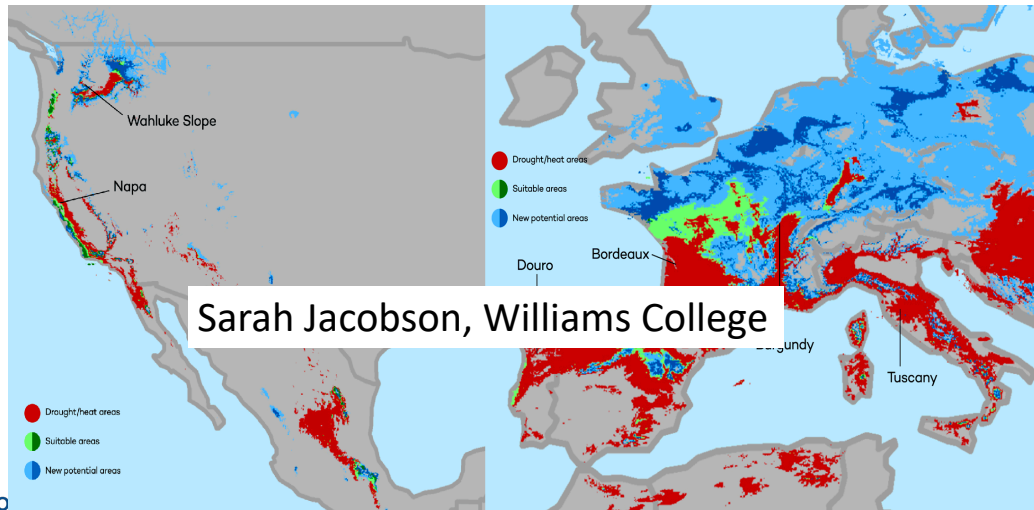 Wahluke Slope
Napa
Drought/heat areas
Suitable areas
New potential areas
Drought/heat areas
Suitable areas
New potential areas
Bordeaux
Douro
Sarah Jacobson, Williams College
Tuscany